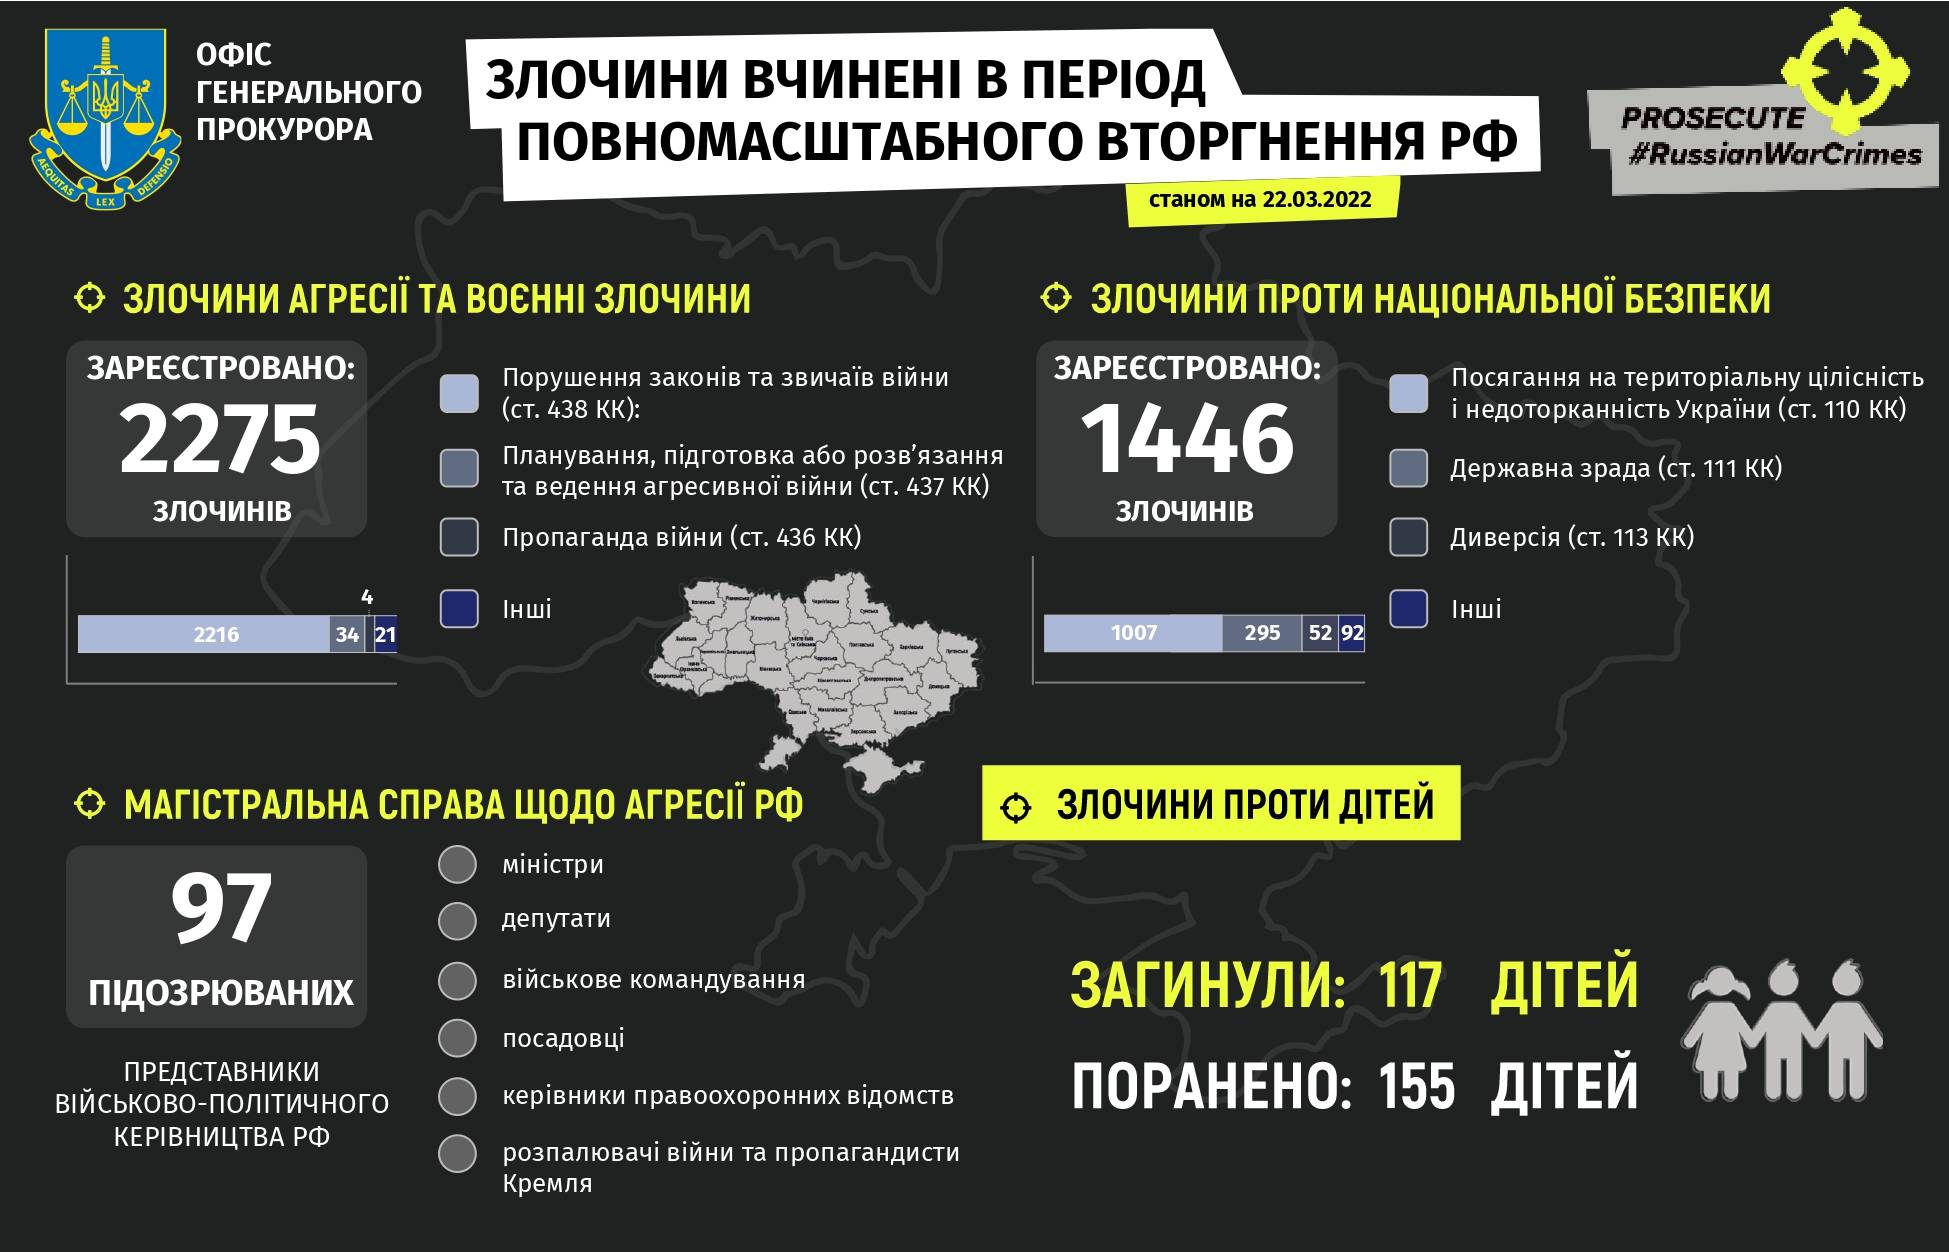 ОФІС
ГЕНЕРАЛЬНОГО
ПРОКУРОРА
AEQUITAS
LEX
DEFENSIO
ЗЛОЧИНИ ВЧИНЕНІ В ПЕРІОД
ПОВНОМАСШТАБНОГО ВТОРГНЕННЯ РФ
станом на 22.03.2022
PROSECUTE
#RussianWarCrimes
ЗЛОЧИНИ АГРЕСІЇ ТА ВОЄННІ ЗЛОЧИНИ
ЗАРЕЄСТРОВАНО:
2275
ЗЛОЧИНІВ
Порушення законів та звичаїв війни
(ст. 438 КК):
Планування, підготовка або розв’язання
та ведення агресивної війни (ст. 437 КК)
Пропаганда війни (ст. 436 КК)
Інші
4
2216 34 21
ЗЛОЧИНИ ПРОТИ НАЦІОНАЛЬНОЇ БЕЗПЕКИ
ЗАРЕЄСТРОВАНО:
1446
ЗЛОЧИНІВ
Посягання на територіальну цілісність
і недоторканність України (ст. 110 КК)
Державна зрада (ст. 111 КК)
Диверсія (ст. 113 КК)
Інші
1007 295 52 92
МАГІСТРАЛЬНА СПРАВА ЩОДО АГРЕСІЇ РФ
97
ПІДОЗРЮВАНИХ
ПРЕДСТАВНИКИ
ВІЙСЬКОВО-ПОЛІТИЧНОГО
КЕРІВНИЦТВА РФ
міністри
депутати
військове командування
посадовці
керівники правоохоронних відомств
розпалювачі війни та пропагандисти
Кремля
ЗЛОЧИНИ ПРОТИ ДІТЕЙ
ЗАГИНУЛИ: 117 ДІТЕЙ
ПОРАНЕНО: 155 ДІТЕЙ